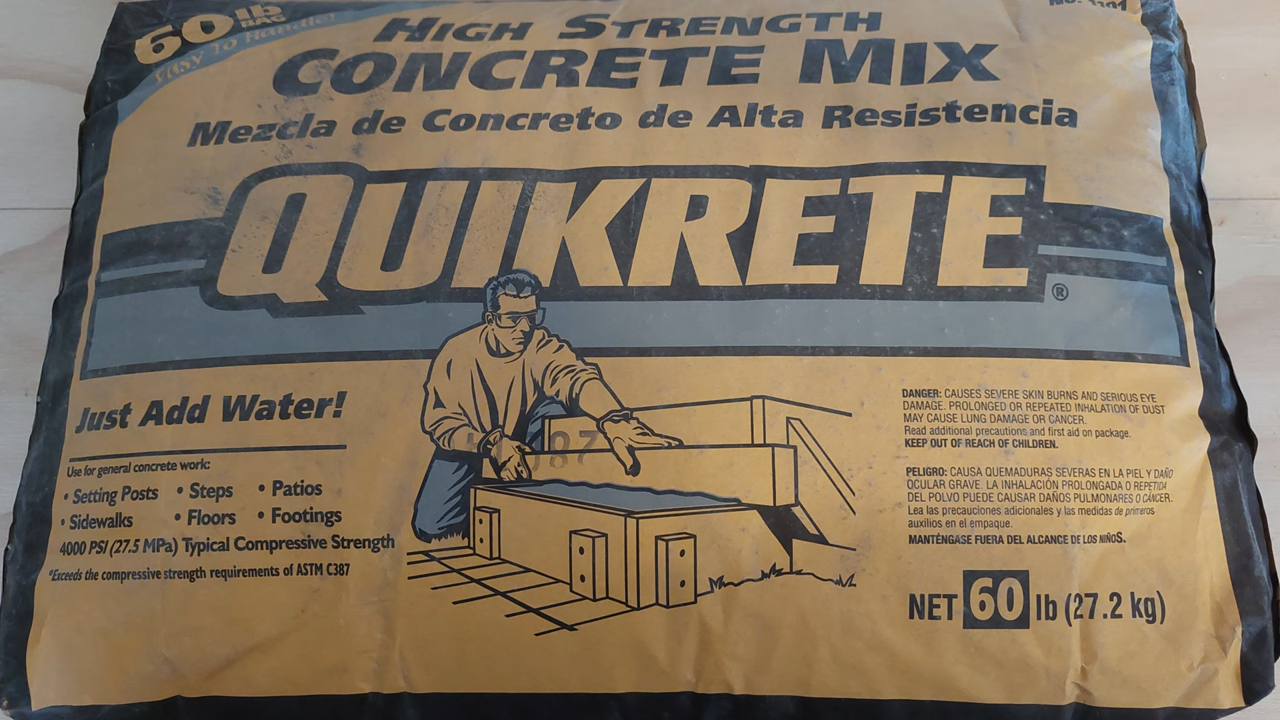 60 lb
BAG
Easy To Handle!
HIGH STRENGTH
CONCRETE MIX
Mezcla de Concreto de Alta Resistencia
QUIKRETE
®
Just Add Water!
Use for general concrete work:
• Setting Posts • Steps • Patios
• Sidewalks • Floors • Footings
4000 PSI (27.5 MPa) Typical Compressive Strength
*Exceeds the compressive strength requirements of ASTM C387
DANGER: CAUSES SEVERE SKIN BURNS AND SERIOUS EYE
DAMAGE. PROLONGED OR REPEATED INHALATION OF DUST
MAY CAUSE LUNG DAMAGE OR CANCER.
Read additional precautions and first aid on package.
KEEP OUT OF REACH OF CHILDREN.
PELIGRO: CAUSA QUEMADURAS SEVERAS EN LA PIEL Y DAÑO
OCULAR GRAVE. LA INHALACIÓN PROLONGADA O REPETIDA
DEL POLVO PUEDE CAUSAR DAÑOS PULMONARES O CÁNCER.
Lea las precauciones adicionales y las medidas de primeros
auxilios en el empaque.
MANTÉNGASE FUERA DEL ALCANCE DE LOS NIÑOS.
NET 60 lb (27.2 kg)